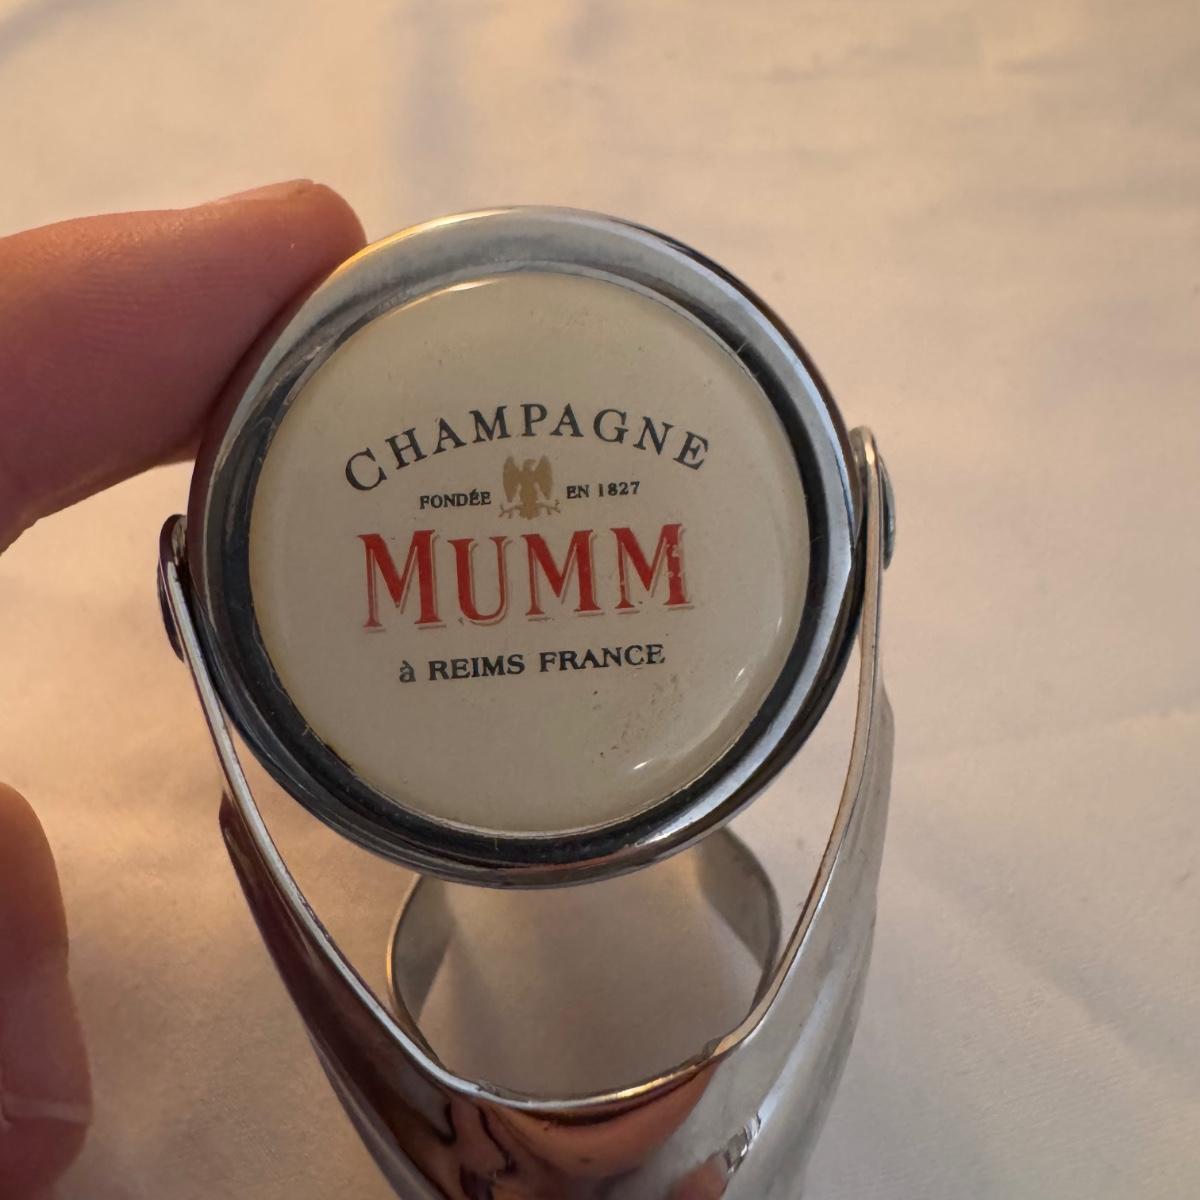 CHAMPAGNE
FONDÉE EN 1827
MUMM
à REIMS FRANCE